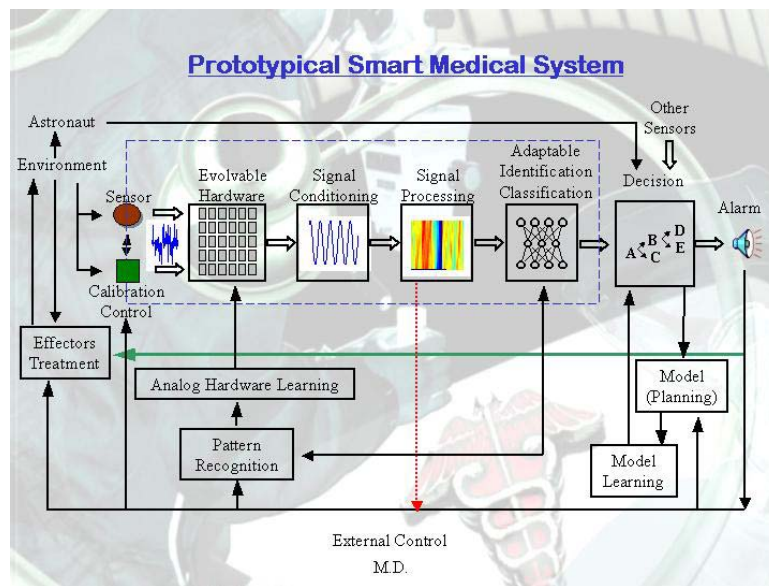 Prototypical Smart Medical System
Other
Sensors
Astronaut
Environment
Sensor
Evolvable
Hardware
Signal
Conditioning
Signal
Processing
Adaptable
Identification
Classification
Decision
A
B
C
D
E
Alarm
Calibration
Control
Effectors
Treatment
Analog Hardware Learning
Model
(Planning)
Pattern
Recognition
Model
Learning
External Control
M.D.